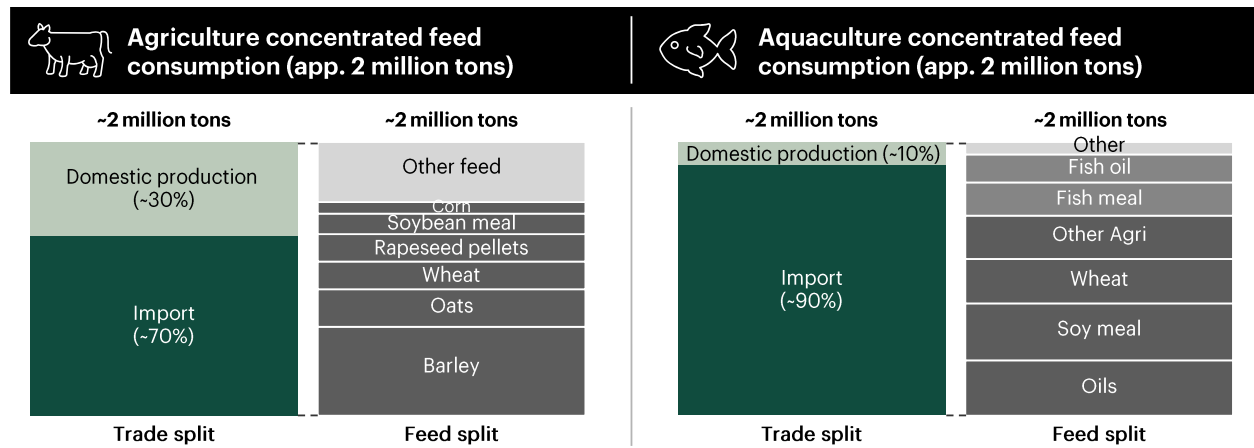 Agriculture concentrated feed
consumption (app. 2 million tons)
~2 million tons
~2 million tons
Domestic production
(~30%)
Import
(~70%)
Other feed
Corn
Soybean meal
Rapeseed pellets
Wheat
Oats
Barley
Trade split
Feed split
Aquaculture concentrated feed
consumption (app. 2 million tons)
~2 million tons
~2 million tons
Domestic production (~10%)
Import
(~90%)
Other
Fish oil
Fish meal
Other Agri
Wheat
Soy meal
Oils
Trade split
Feed split